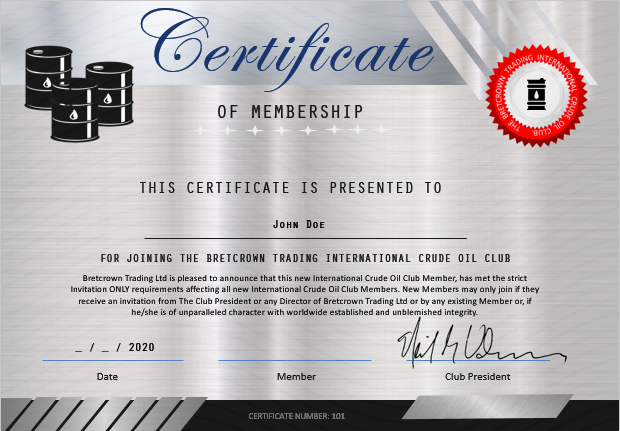 Certificate
OF MEMBERSHIP
THE BRETCROWN TRADING INTERNATIONAL CRUDE OIL CLUB
THIS CERTIFICATE IS PRESENTED TO
John Doe
FOR JOINING THE BRETCROWN TRADING INTERNATIONAL CRUDE OIL CLUB
Bretcrown Trading Ltd is pleased to announce that this new International Crude Oil Club Member, has met the strict
Invitation ONLY requirements affecting all new International Crude Oil Club Members. New Members may only join if they
receive an invitation from The Club President or any Director of Bretcrown Trading Ltd or by any existing Member or, if
he/she is of unparalleled character with worldwide established and unblemished integrity.
_ / _ / 2020
Date
Member
Club President
CERTIFICATE NUMBER: 101